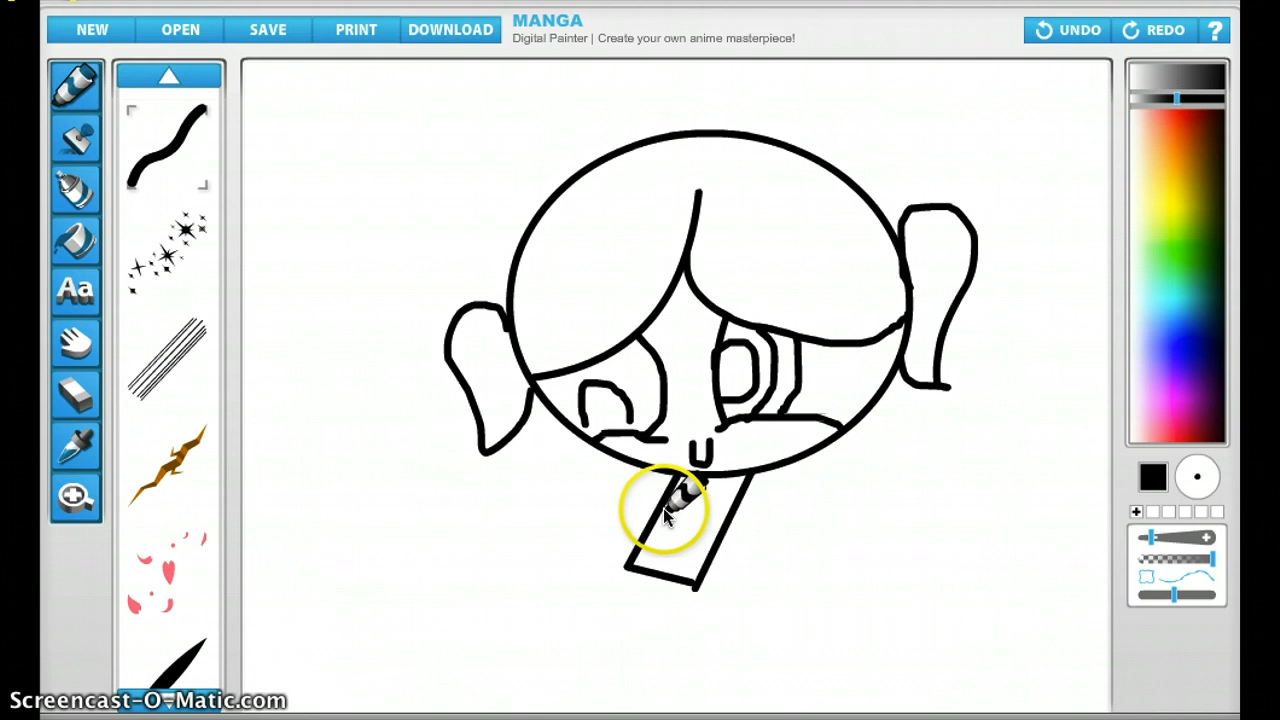 NEW OPEN SAVE PRINT DOWNLOAD
MANGA
Digital Painter | Create your own anime masterpiece!
UNDO REDO ?
Aa
Screencast-O-Matic.com